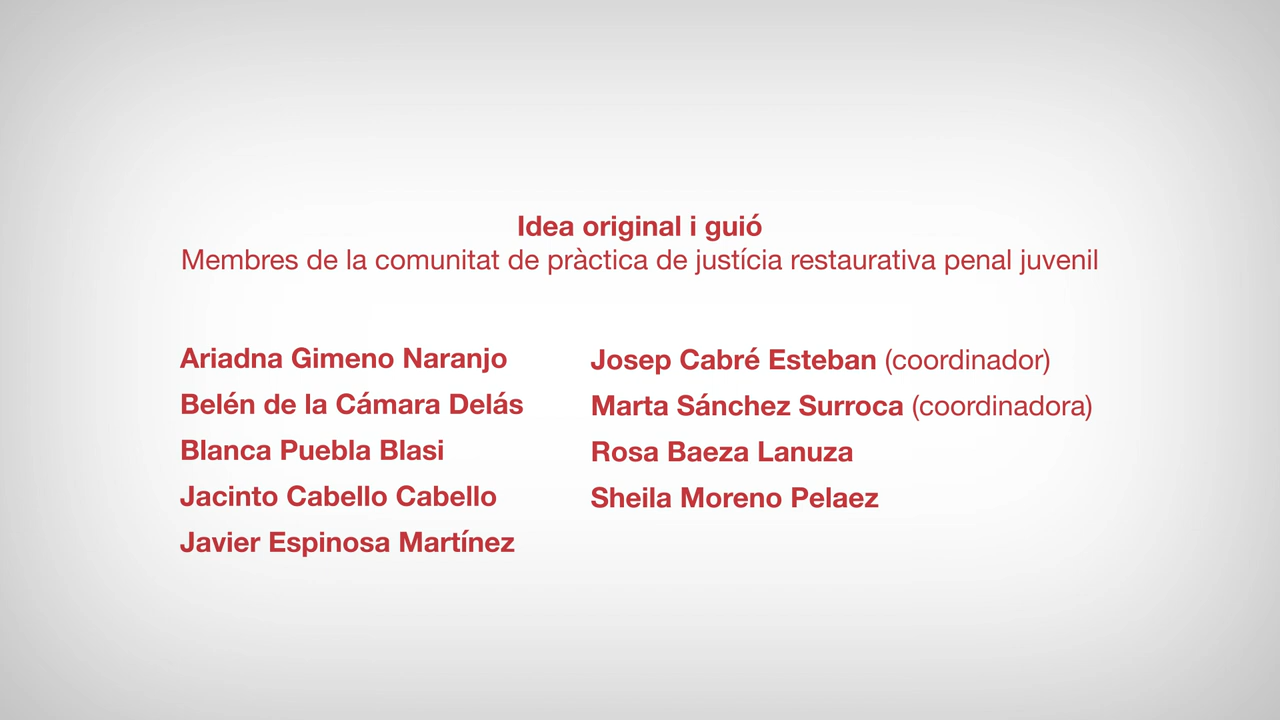 Idea original i guió
Membres de la comunitat de pràctica de justícia restaurativa penal juvenil
Ariadna Gimeno Naranjo
Belén de la Cámara Delás
Blanca Puebla Blasi
Jacinto Cabello Cabello
Javier Espinosa Martínez
Josep Cabré Esteban (coordinador)
Marta Sánchez Surroca (coordinadora)
Rosa Baeza Lanuza
Sheila Moreno Pelaez